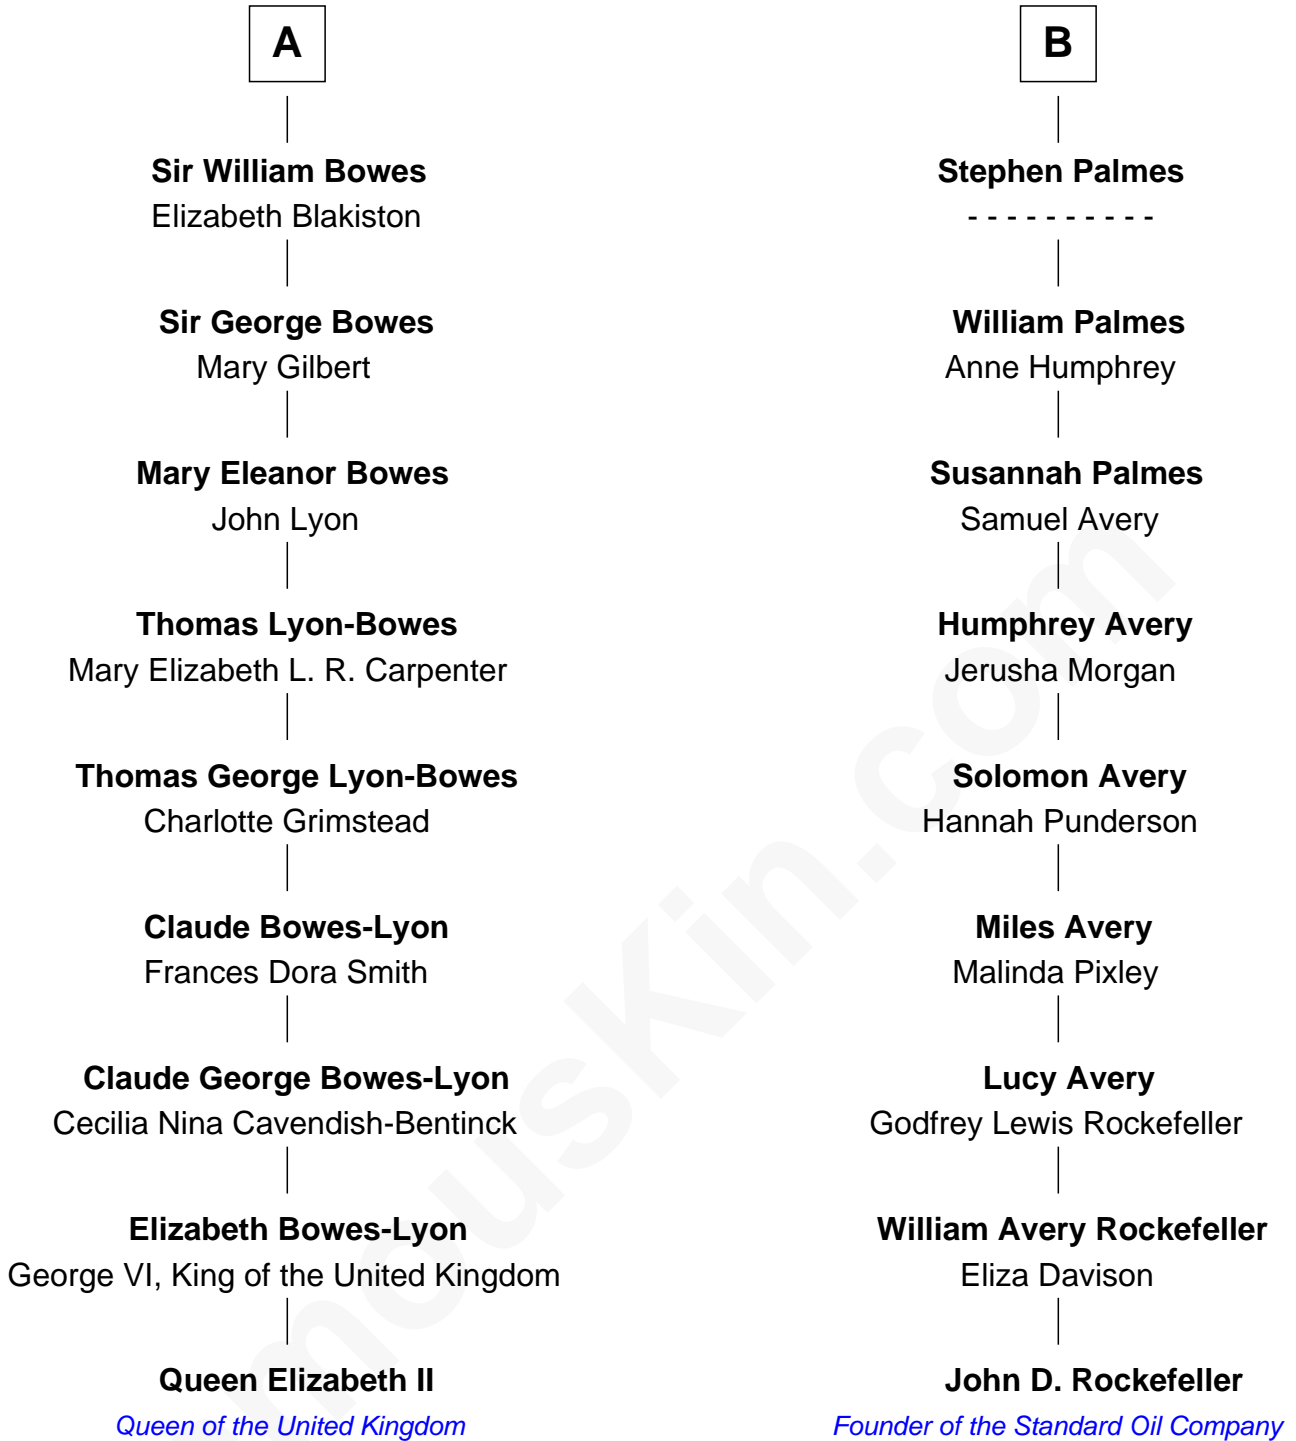 A
Sir William Bowes
Elizabeth Blakiston
Sir George Bowes
Mary Gilbert
Mary Eleanor Bowes
John Lyon
Thomas Lyon-Bowes
Mary Elizabeth L. R. Carpenter
Thomas George Lyon-Bowes
Charlotte Grimstead
Claude Bowes-Lyon
Frances Dora Smith
Claude George Bowes-Lyon
Cecilia Nina Cavendish-Bentinck
Elizabeth Bowes-Lyon
George VI, King of the United Kingdom
Queen Elizabeth II
Queen of the United Kingdom
B
Stephen Palmes
- - - - - - - - - -
William Palmes
Anne Humphrey
Susannah Palmes
Samuel Avery
Humphrey Avery
Jerusha Morgan
Solomon Avery
Hannah Punderson
Miles Avery
Malinda Pixley
Lucy Avery
Godfrey Lewis Rockefeller
William Avery Rockefeller
Eliza Davison
John D. Rockefeller
Founder of the Standard Oil Company
mousKin.com